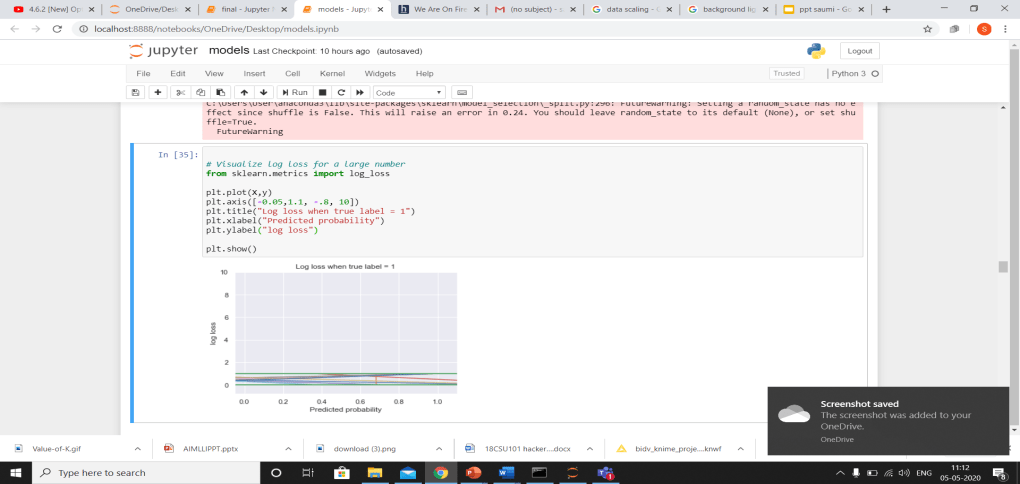 4.6.2 [New] Op
OneDrive/Desk
final - Jupyter
models - Jupyt
We Are On Fire
(no subject) - s
data scaling - G
background lig
ppt saumi - Go
localhost:8888/notebooks/OneDrive/Desktop/models.ipynb
S
jupyter models Last Checkpoint: 10 hours ago (autosaved)
Logout
File Edit View Insert Cell Kernel Widgets Help
Trusted Python 3
Run Code
C:\Users\User\anaconda3\lib\site-packages\sklearn\model_selection\_split.py:296: FutureWarning: Setting a random_state has no e
ffect since shuffle is False. This will raise an error in 0.24. You should leave random_state to its default (None), or set shu
ffle=True.
FutureWarning
In [35]:
# Visualize log loss for a large number
from sklearn.metrics import log_loss
plt.plot(X,y)
plt.axis([-0.05,1.1, -.8, 10])
plt.title("Log loss when true label = 1")
plt.xlabel("Predicted probability")
plt.ylabel("log loss")
plt.show()
Log loss when true label = 1
10
8
6
4
2
0
log loss
0.0 0.2 0.4 0.6 0.8 1.0
Predicted probability
Screenshot saved
The screenshot was added to your
OneDrive.
OneDrive
Value-of-K.gif
AIMLLIPPT.pptx
download (3).png
18CSU101 hacker....docx
bidv_knime_proje....knwf
Type here to search
ENG
11:12
05-05-2020
8